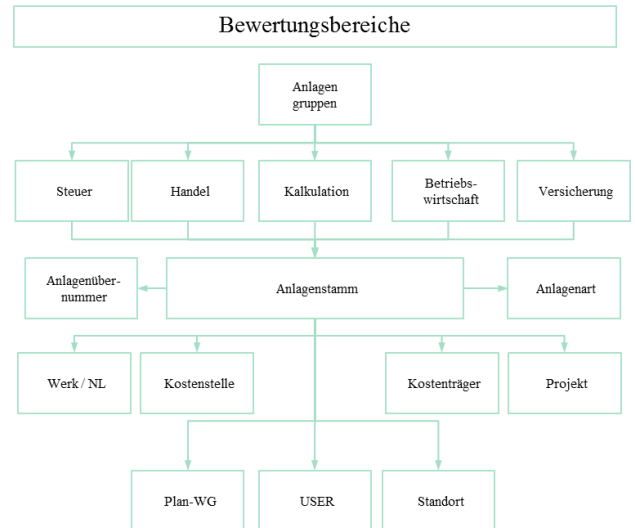 Bewertungsbereiche
Anlagen
gruppen
Steuer
Handel
Kalkulation
Betriebs-
wirtschaft
Versicherung
Anlagenüber-
nummer
Anlagenstamm
Anlagenart
Werk / NL
Kostenstelle
Kostenträger
Projekt
Plan-WG
USER
Standort